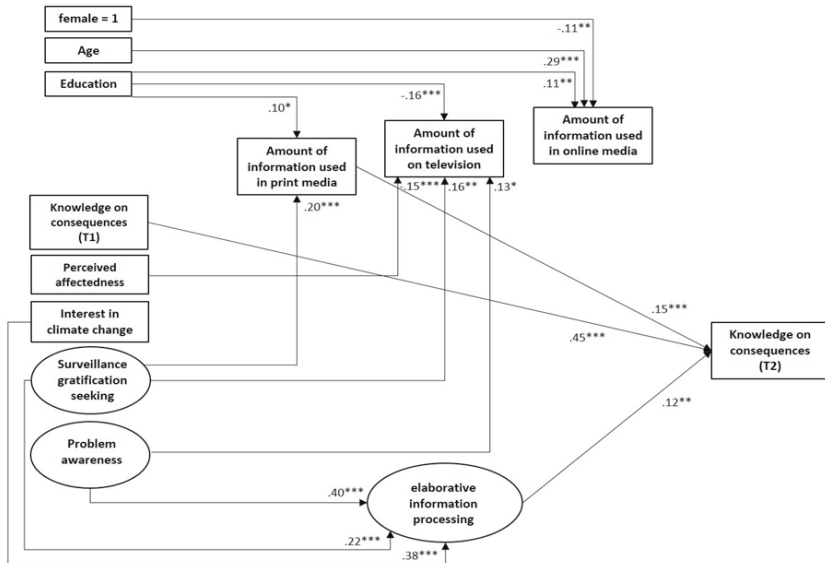 female = 1
-.11**
Age
.29***
Education
.11**
-.16***
.10*
Amount of
information used
in online media
Amount of
information used
on television
Amount of
information used
in print media
-.15***
.16**
.13*
.20***
Knowledge on
consequences
(T1)
Perceived
affectedness
Interest in
climate change
.15***
.45***
Knowledge on
consequences
(T2)
Surveillance
gratification
seeking
.12**
Problem
awareness
.40***
elaborative
information
processing
.22***
.38***